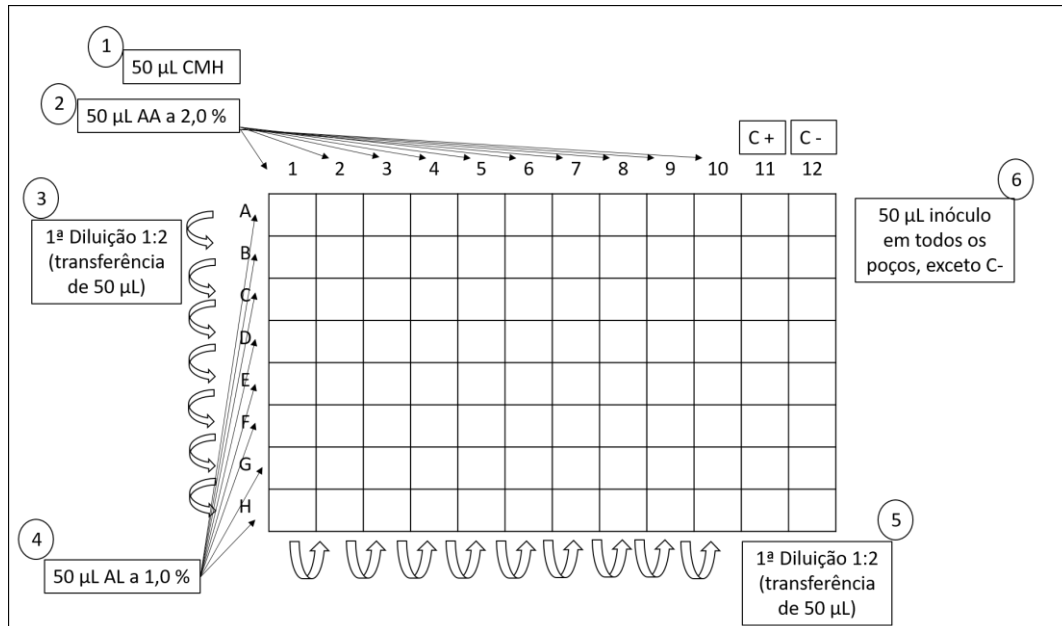 1
50 µL CMH
2
50 µL AA a 2,0 %
C + C -
1 2 3 4 5 6 7 8 9 10 11 12
3
1ª Diluição 1:2
(transferência
de 50 µL)
A
B
C
D
E
F
G
H
6
50 µL inóculo
em todos os
poços, exceto C-
4
50 µL AL a 1,0 %
5
1ª Diluição 1:2
(transferência
de 50 µL)